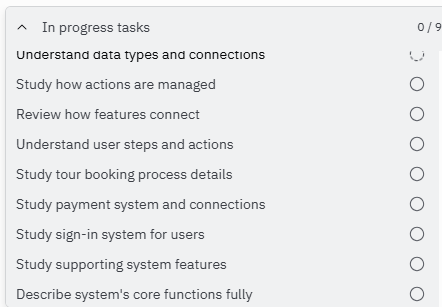 In progress tasks 0 / 9
Understand data types and connections
Study how actions are managed
Review how features connect
Understand user steps and actions
Study tour booking process details
Study payment system and connections
Study sign-in system for users
Study supporting system features
Describe system's core functions fully